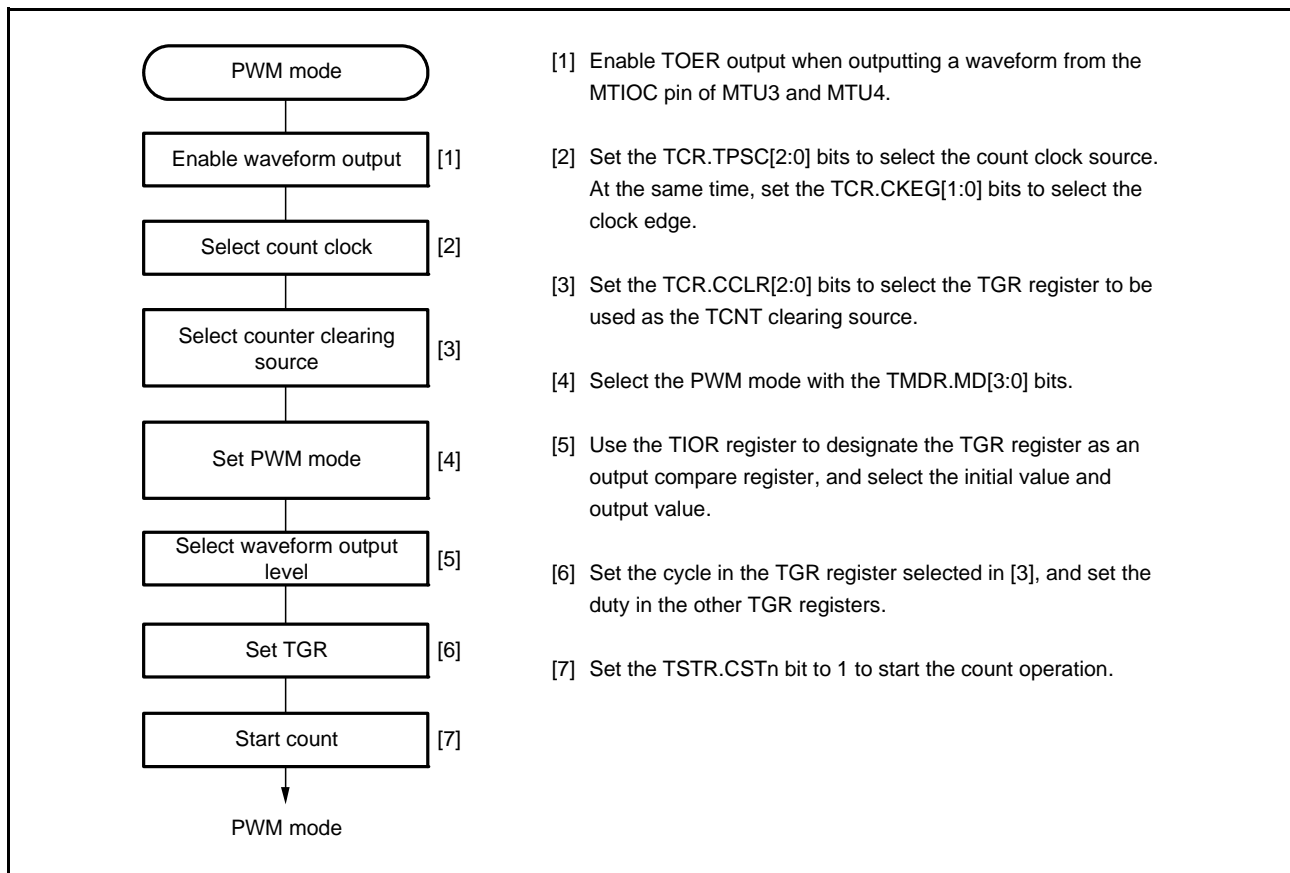 PWM mode
Enable waveform output [1]
Select count clock [2]
Select counter clearing
source
[3]
Set PWM mode [4]
Select waveform output
level
[5]
Set TGR [6]
Start count [7]
PWM mode
[1] Enable TOER output when outputting a waveform from the
MTIOC pin of MTU3 and MTU4.
[2] Set the TCR.TPSC[2:0] bits to select the count clock source.
At the same time, set the TCR.CKEG[1:0] bits to select the
clock edge.
[3] Set the TCR.CCLR[2:0] bits to select the TGR register to be
used as the TCNT clearing source.
[4] Select the PWM mode with the TMDR.MD[3:0] bits.
[5] Use the TIOR register to designate the TGR register as an
output compare register, and select the initial value and
output value.
[6] Set the cycle in the TGR register selected in [3], and set the
duty in the other TGR registers.
[7] Set the TSTR.CSTn bit to 1 to start the count operation.